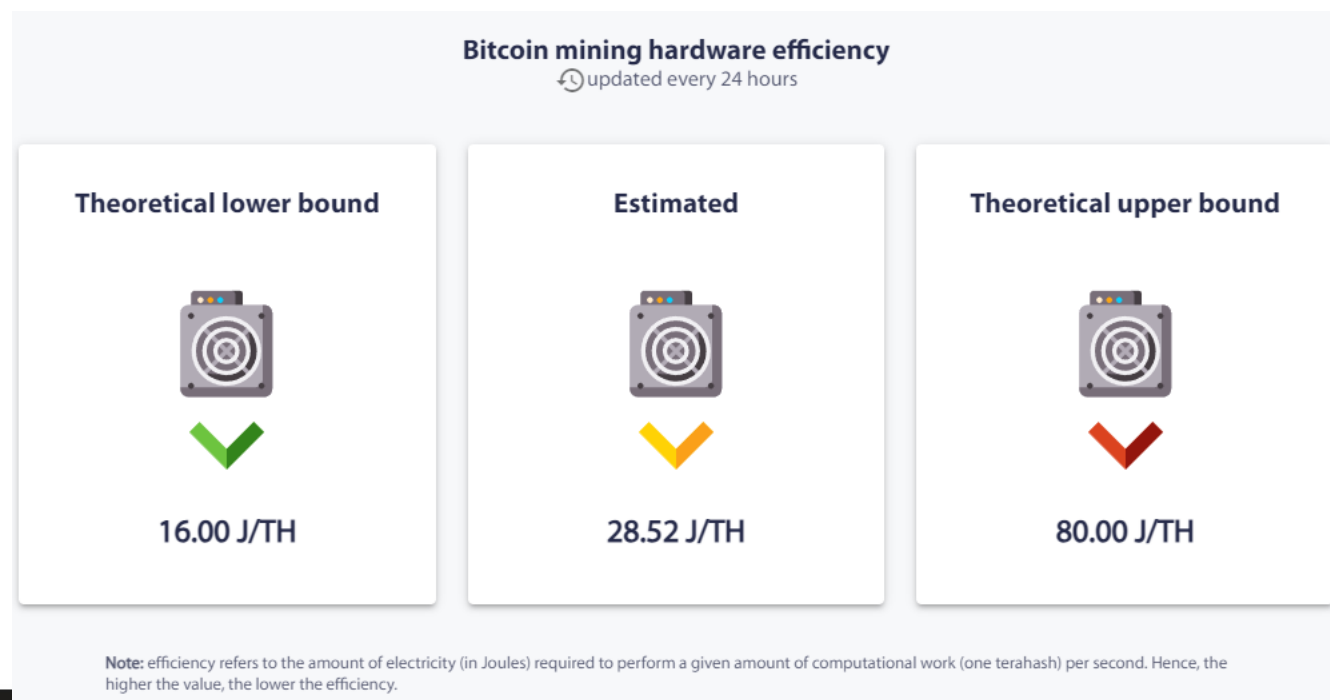 Bitcoin mining hardware efficiency
updated every 24 hours
Theoretical lower bound
Estimated
Theoretical upper bound
16.00 J/TH
28.52 J/TH
80.00 J/TH
Note: efficiency refers to the amount of electricity (in Joules) required to perform a given amount of computational work (one terahash) per second. Hence, the
higher the value, the lower the efficiency.